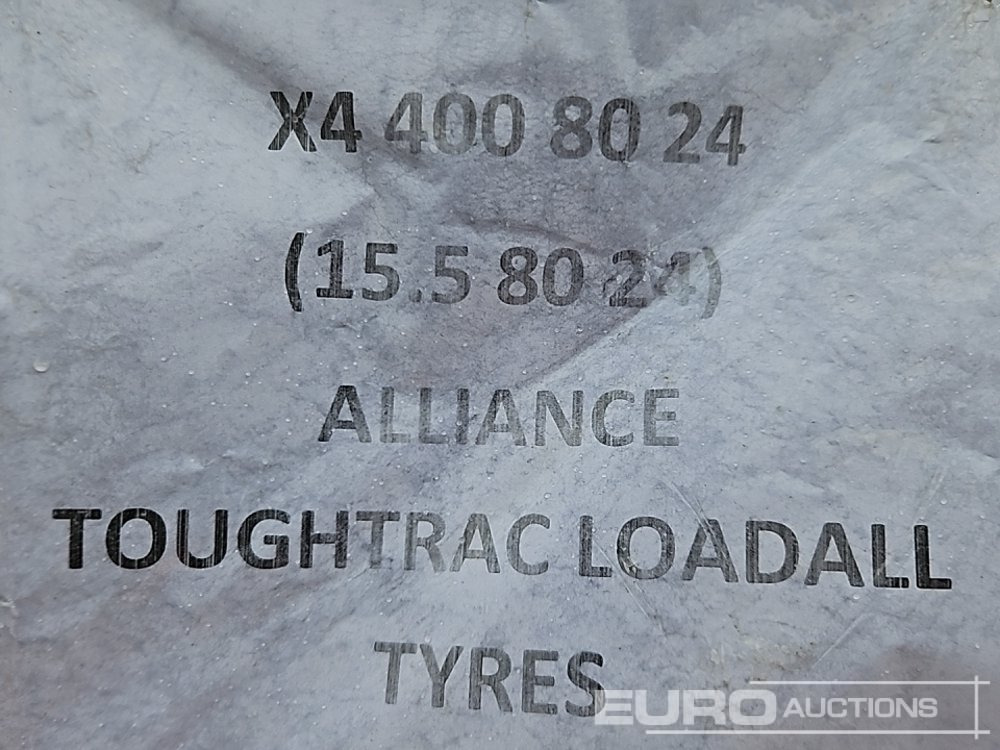 X4 400 80 24
(15.5 80 24)
ALLIANCE
TOUGHTRAC LOADALL
TYRES
EURO AUCTIONS